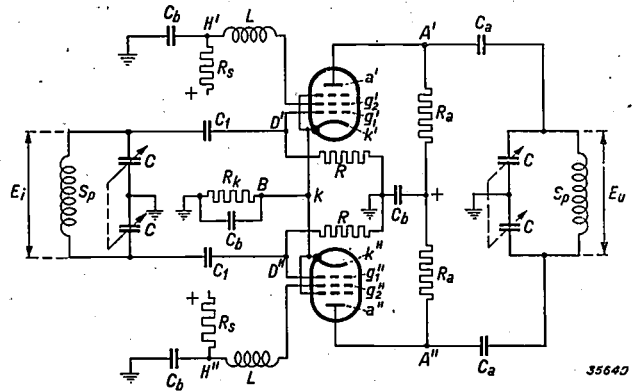 C_b H' L A' C_a
R_s
+
a'
g_2'
g_1'
k'
R_a
C_1 D'
R
E_i S_p C C R_k B k C_b + C C S_p E_u
C_b
R
C_1 D''
k''
g_1''
g_2''
a''
R_a
+
R_s
C_b H'' L A'' C_a
35640